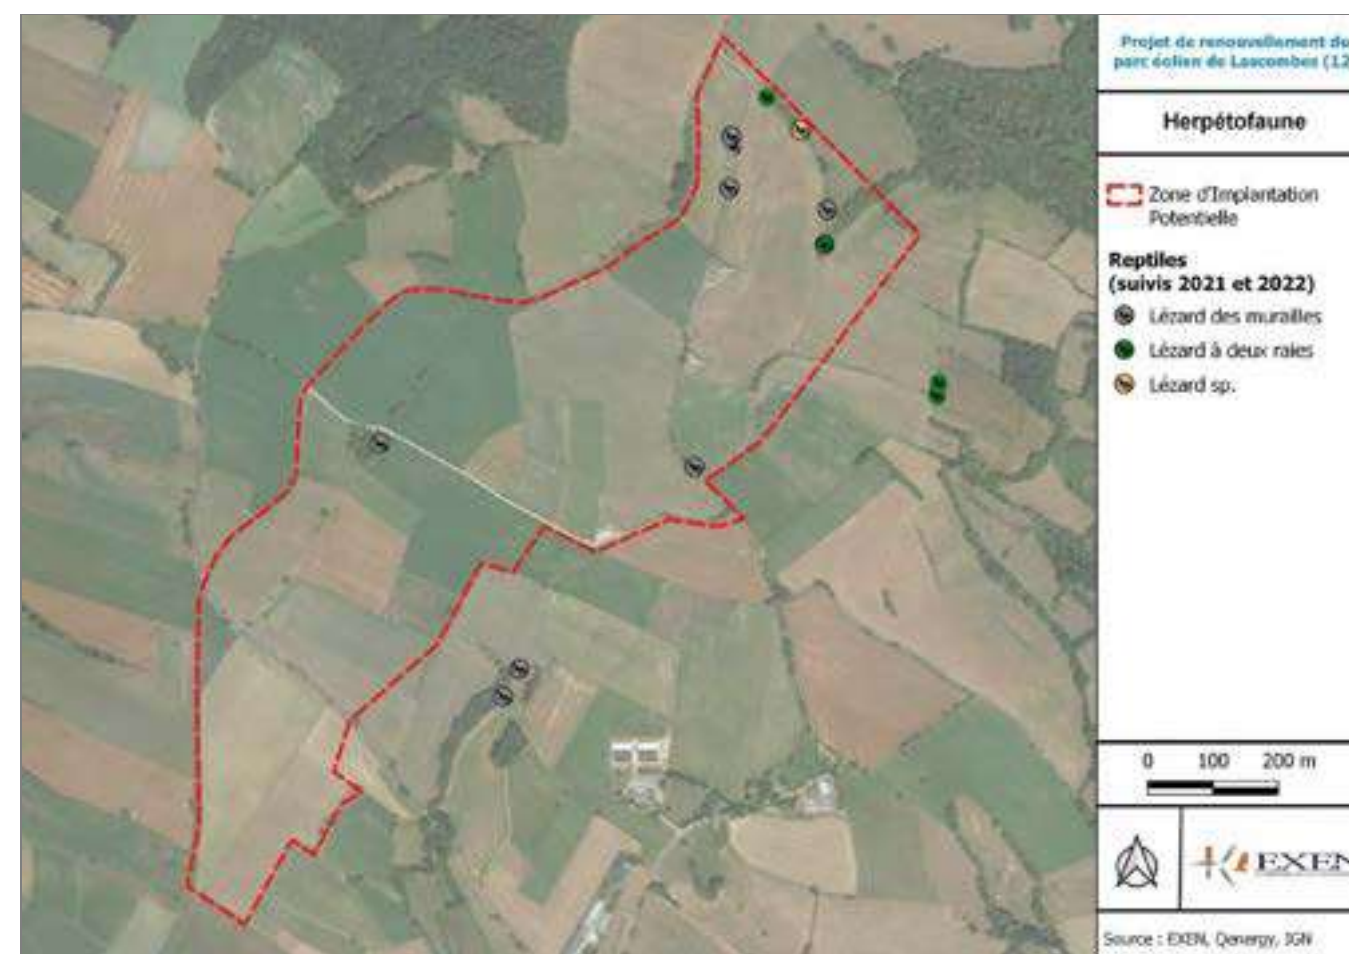 Projet de renouvellement du
parc éolien de Lascombes (12
Herpétofaune
Zone d'Implantation
Potentielle
Reptiles
(suivis 2021 et 2022)
Lézard des murailles
Lézard à deux raies
Lézard sp.
0 100 200 m
EXEN
Source : EXEN, Qenergy, IGN